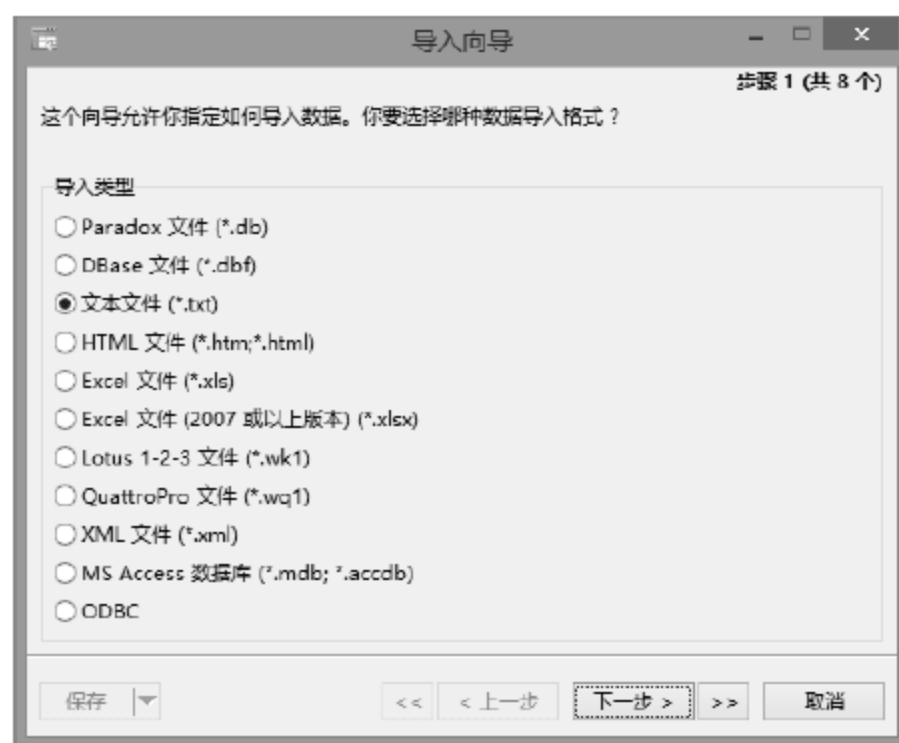 导入向导
步骤 1 (共 8 个)
这个向导允许你指定如何导入数据。你要选择哪种数据导入格式？
导入类型
Paradox 文件 (*.db)
DBase 文件 (*.dbf)
文本文件 (*.txt)
HTML 文件 (*.htm;*.html)
Excel 文件 (*.xls)
Excel 文件 (2007 或以上版本) (*.xlsx)
Lotus 1-2-3 文件 (*.wk1)
QuattroPro 文件 (*.wq1)
XML 文件 (*.xml)
MS Access 数据库 (*.mdb; *.accdb)
ODBC
保存 << < 上一步 下一步 > >> 取消